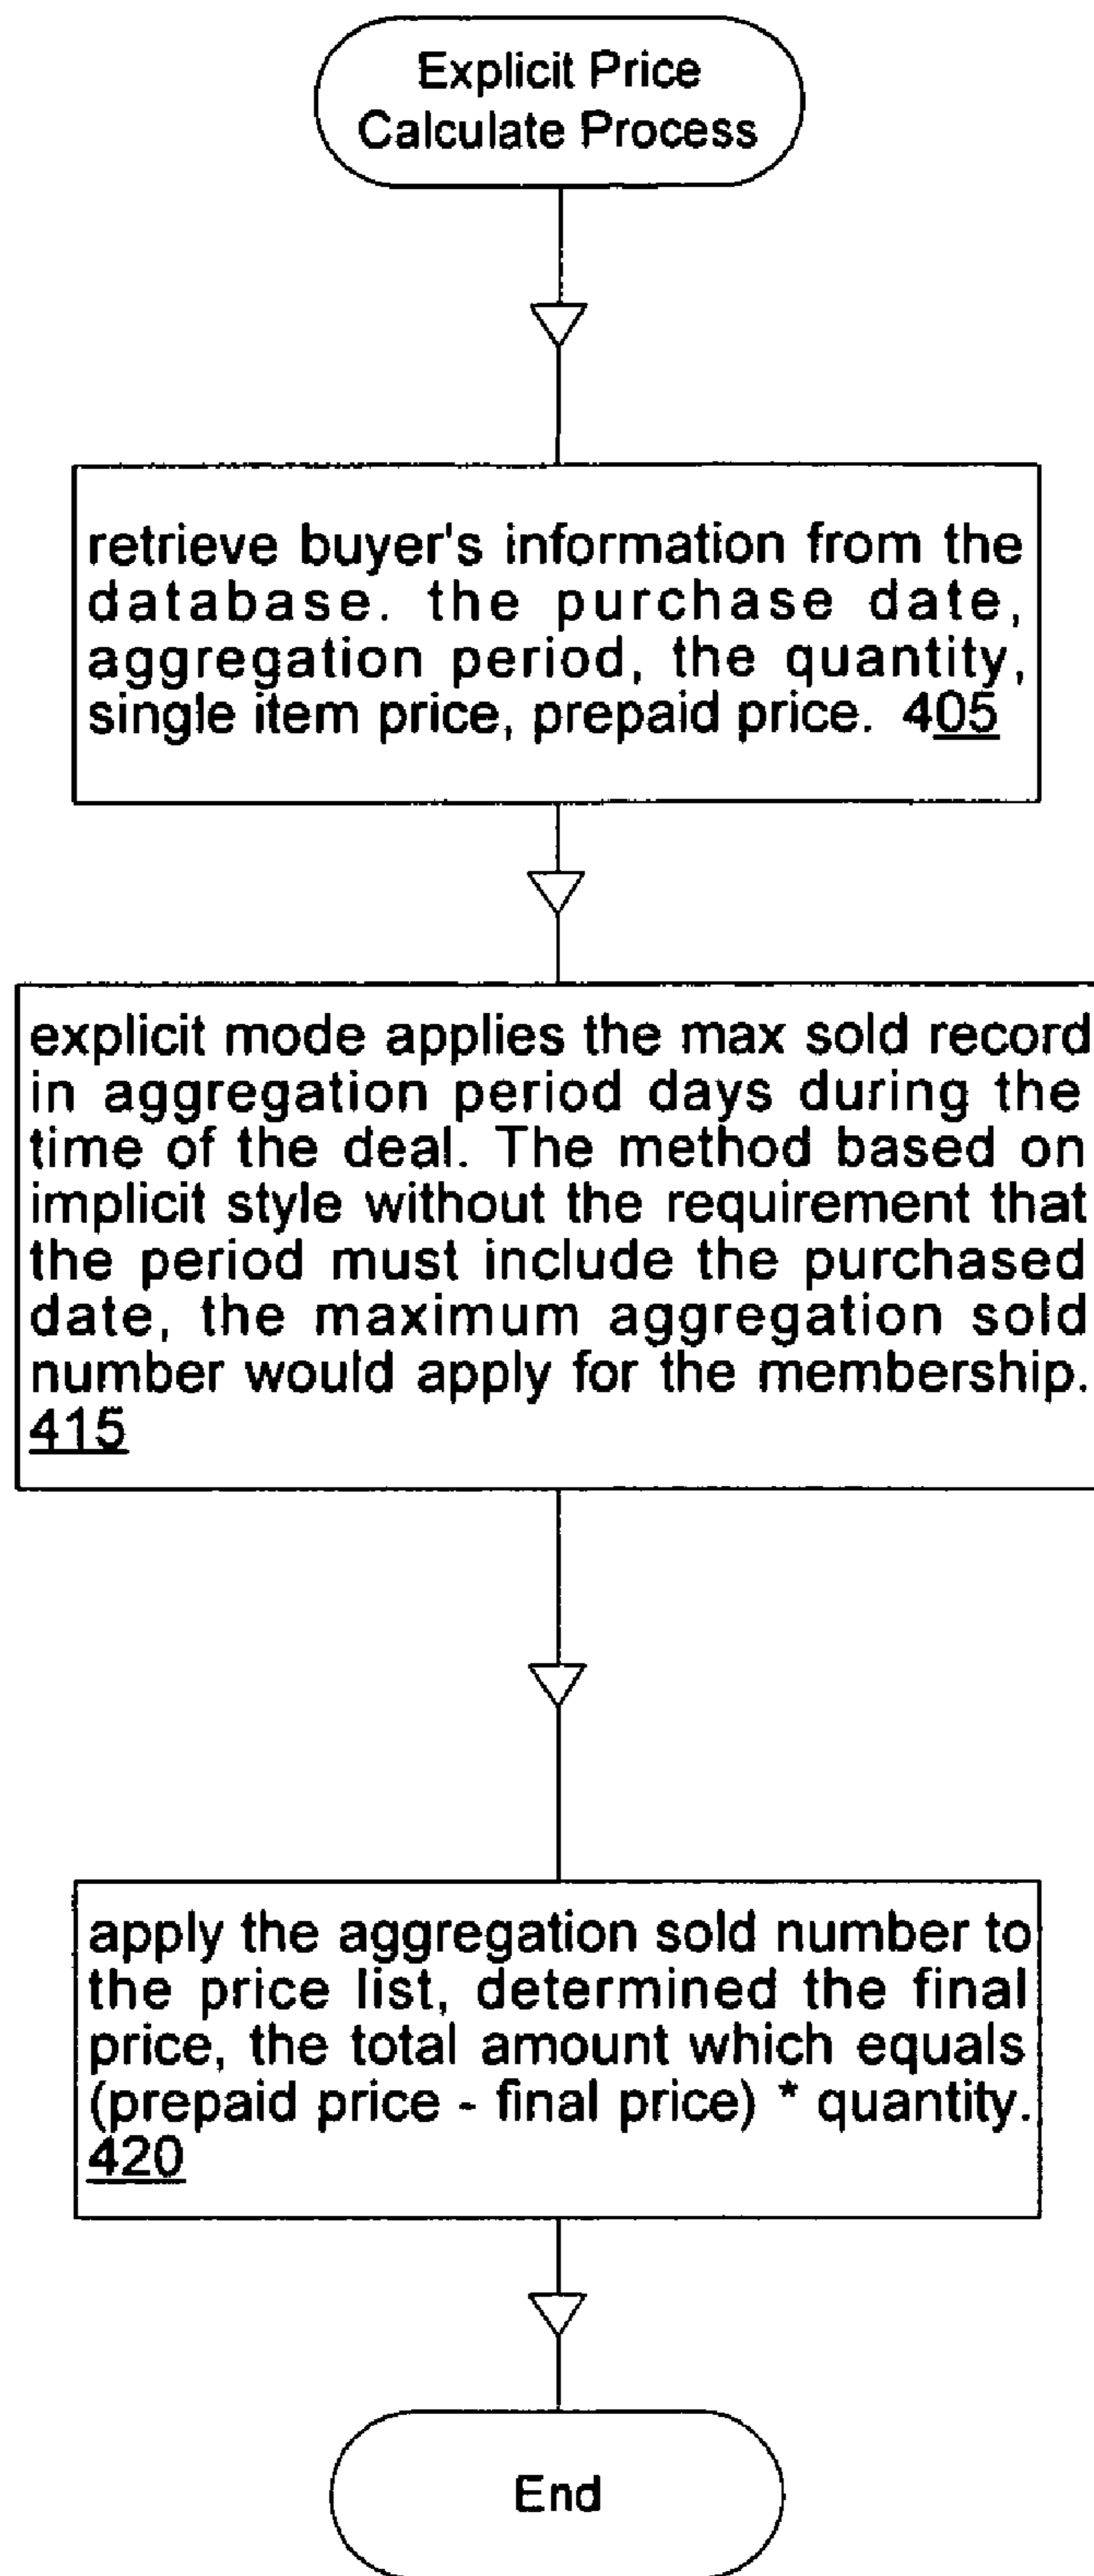 Explicit Price
Calculate Process
retrieve buyer's information from the
database. the purchase date,
aggregation period, the quantity,
single item price, prepaid price. 405
explicit mode applies the max sold record
in aggregation period days during the
time of the deal. The method based on
implicit style without the requirement that
the period must include the purchased
date, the maximum aggregation sold
number would apply for the membership.
415
apply the aggregation sold number to
the price list, determined the final
price, the total amount which equals
(prepaid price - final price) * quantity.
420
End